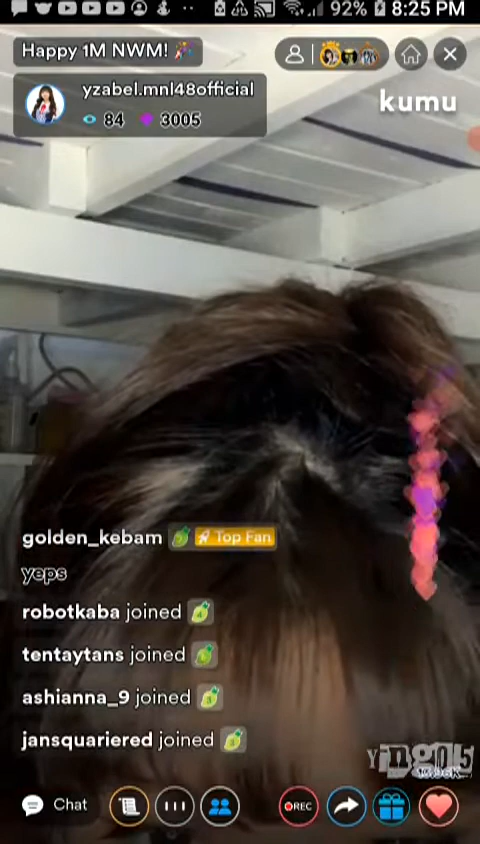 92% 8:25 PM
Happy 1M NWM!
yzabel.mnl48official
84 3005
kumu
golden_kebam Top Fan
yeps
robotkaba joined
tentaytans joined
ashianna_9 joined
jansquariered joined
Chat
REC